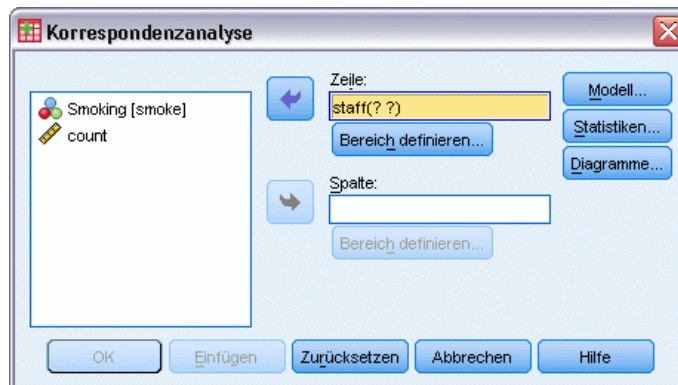 Korrespondenzanalyse
Smoking [smoke]
count
Zeile:
staff(? ?)
Bereich definieren...
Spalte:
Bereich definieren...
Modell...
Statistiken...
Diagramme...
OK
Einfügen
Zurücksetzen
Abbrechen
Hilfe